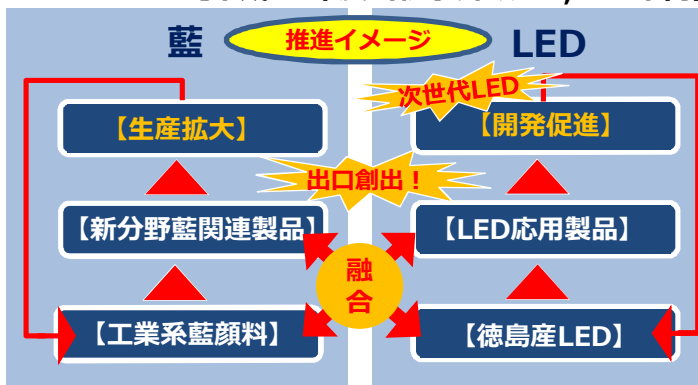 藍
推進イメージ
LED
次世代LED
【生産拡大】
【開発促進】
出口創出！
【新分野藍関連製品】
【LED応用製品】
融
合
【工業系藍顔料】
【徳島産LED】